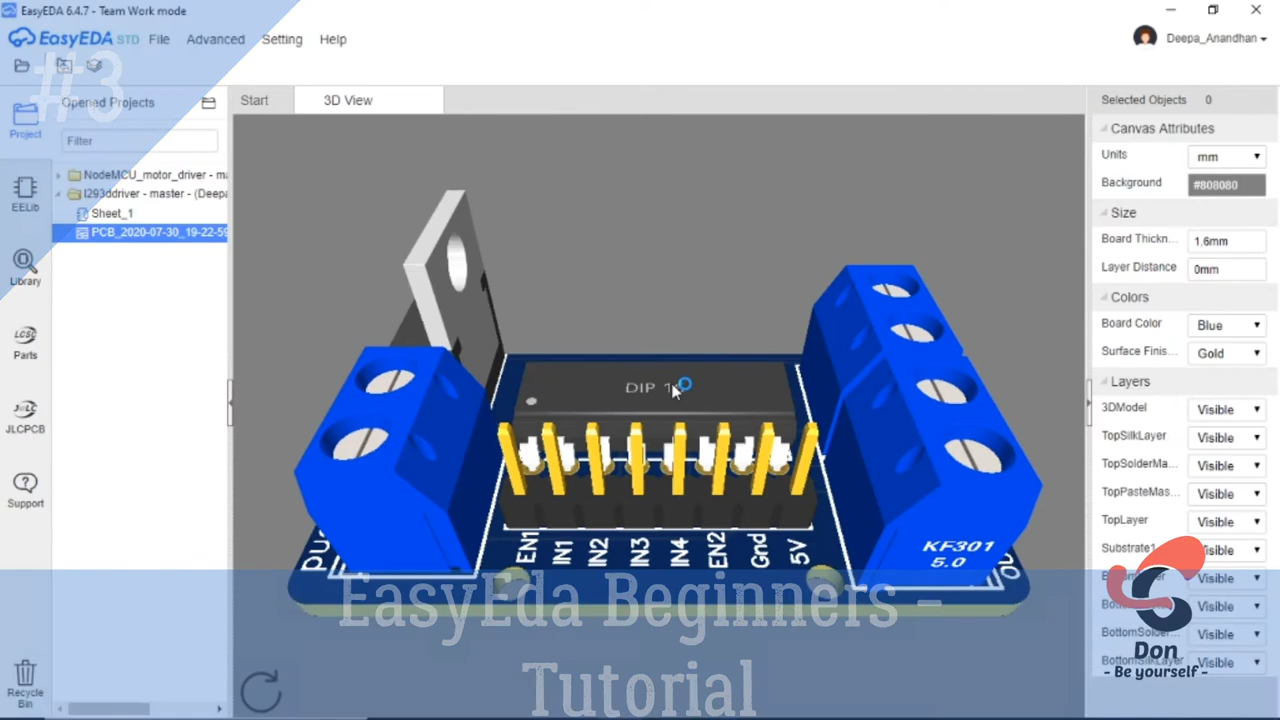 EasyEDA 6.4.7 - Team Work mode
EasyEDA STD File Advanced Setting Help
Deepa_Anandhan
#3
Opened Projects
Start
3D View
Selected Objects 0
Project
Filter
Canvas Attributes
Units mm
Background #808080
NodeMCU_motor_driver - ma
l293ddriver - master - (Deepa
Sheet_1
PCB_2020-07-30_19-22-59
EELib
Library
LCSC
Parts
JLCPCB
Support
Recycle
Bin
Size
Board Thickn... 1.6mm
Layer Distance 0mm
Colors
Board Color Blue
Surface Finis... Gold
Layers
3DModel Visible
TopSilkLayer Visible
TopSolderMa... Visible
TopPasteMas... Visible
TopLayer Visible
Substrate1 Visible
Visible
Visible
BottomSolder... Visible
BottomSilkLayer Visible
DIP
EN1 IN1 IN2 IN3 IN4 EN2 Gnd 5V
KF301
5.0
EasyEda Beginners -
Tutorial
Don
- Be yourself -